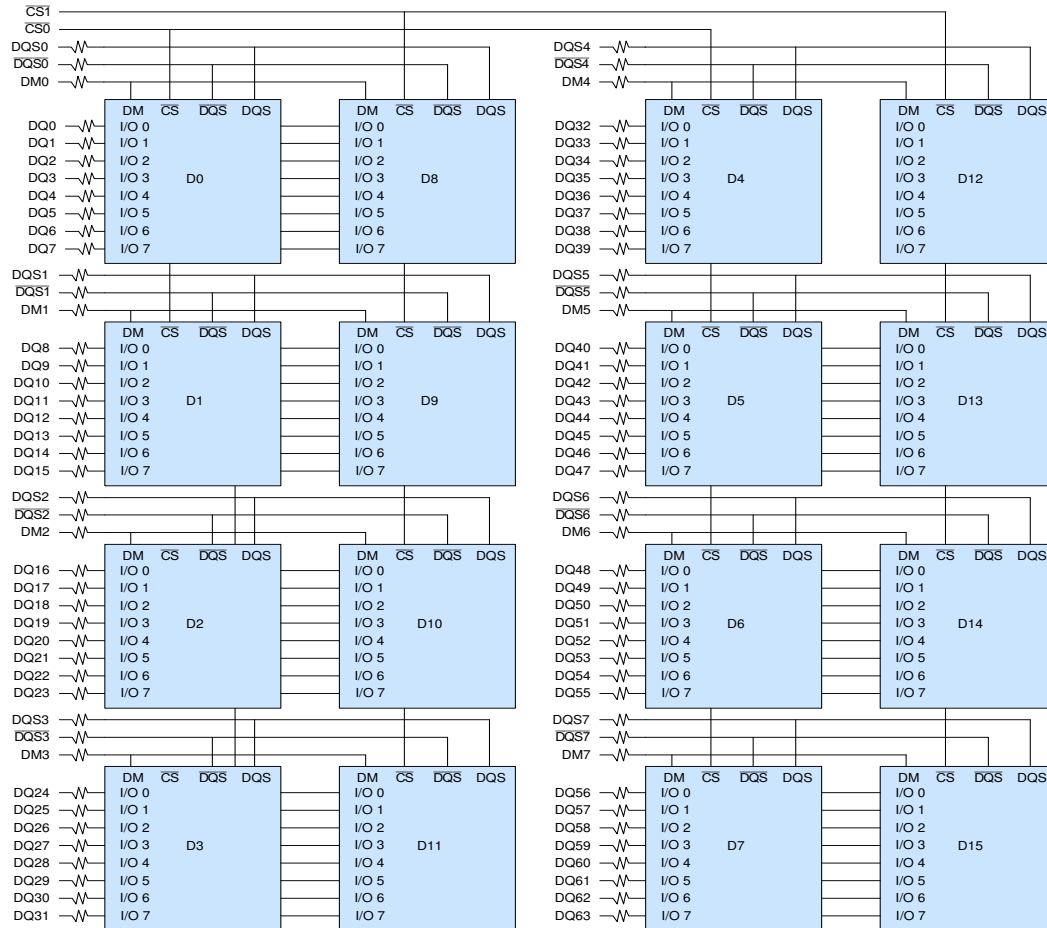 CS1
CS0
DQS0
DQS0
DM0
DM CS DQS DQS
DQ0 I/O 0
DQ1 I/O 1
DQ2 I/O 2
DQ3 I/O 3
DQ4 I/O 4
DQ5 I/O 5
DQ6 I/O 6
DQ7 I/O 7
D0
DM CS DQS DQS
I/O 0
I/O 1
I/O 2
I/O 3
I/O 4
I/O 5
I/O 6
I/O 7
D8
DQS1
DQS1
DM1
DM CS DQS DQS
DQ8 I/O 0
DQ9 I/O 1
DQ10 I/O 2
DQ11 I/O 3
DQ12 I/O 4
DQ13 I/O 5
DQ14 I/O 6
DQ15 I/O 7
D1
DM CS DQS DQS
I/O 0
I/O 1
I/O 2
I/O 3
I/O 4
I/O 5
I/O 6
I/O 7
D9
DQS2
DQS2
DM2
DM CS DQS DQS
DQ16 I/O 0
DQ17 I/O 1
DQ18 I/O 2
DQ19 I/O 3
DQ20 I/O 4
DQ21 I/O 5
DQ22 I/O 6
DQ23 I/O 7
D2
DM CS DQS DQS
I/O 0
I/O 1
I/O 2
I/O 3
I/O 4
I/O 5
I/O 6
I/O 7
D10
DQS3
DQS3
DM3
DM CS DQS DQS
DQ24 I/O 0
DQ25 I/O 1
DQ26 I/O 2
DQ27 I/O 3
DQ28 I/O 4
DQ29 I/O 5
DQ30 I/O 6
DQ31 I/O 7
D3
DM CS DQS DQS
I/O 0
I/O 1
I/O 2
I/O 3
I/O 4
I/O 5
I/O 6
I/O 7
D11
DQS4
DQS4
DM4
DM CS DQS DQS
DQ32 I/O 0
DQ33 I/O 1
DQ34 I/O 2
DQ35 I/O 3
DQ36 I/O 4
DQ37 I/O 5
DQ38 I/O 6
DQ39 I/O 7
D4
DM CS DQS DQS
I/O 0
I/O 1
I/O 2
I/O 3
I/O 4
I/O 5
I/O 6
I/O 7
D12
DQS5
DQS5
DM5
DM CS DQS DQS
DQ40 I/O 0
DQ41 I/O 1
DQ42 I/O 2
DQ43 I/O 3
DQ44 I/O 4
DQ45 I/O 5
DQ46 I/O 6
DQ47 I/O 7
D5
DM CS DQS DQS
I/O 0
I/O 1
I/O 2
I/O 3
I/O 4
I/O 5
I/O 6
I/O 7
D13
DQS6
DQS6
DM6
DM CS DQS DQS
DQ48 I/O 0
DQ49 I/O 1
DQ50 I/O 2
DQ51 I/O 3
DQ52 I/O 4
DQ53 I/O 5
DQ54 I/O 6
DQ55 I/O 7
D6
DM CS DQS DQS
I/O 0
I/O 1
I/O 2
I/O 3
I/O 4
I/O 5
I/O 6
I/O 7
D14
DQS7
DQS7
DM7
DM CS DQS DQS
DQ56 I/O 0
DQ57 I/O 1
DQ58 I/O 2
DQ59 I/O 3
DQ60 I/O 4
DQ61 I/O 5
DQ62 I/O 6
DQ63 I/O 7
D7
DM CS DQS DQS
I/O 0
I/O 1
I/O 2
I/O 3
I/O 4
I/O 5
I/O 6
I/O 7
D15